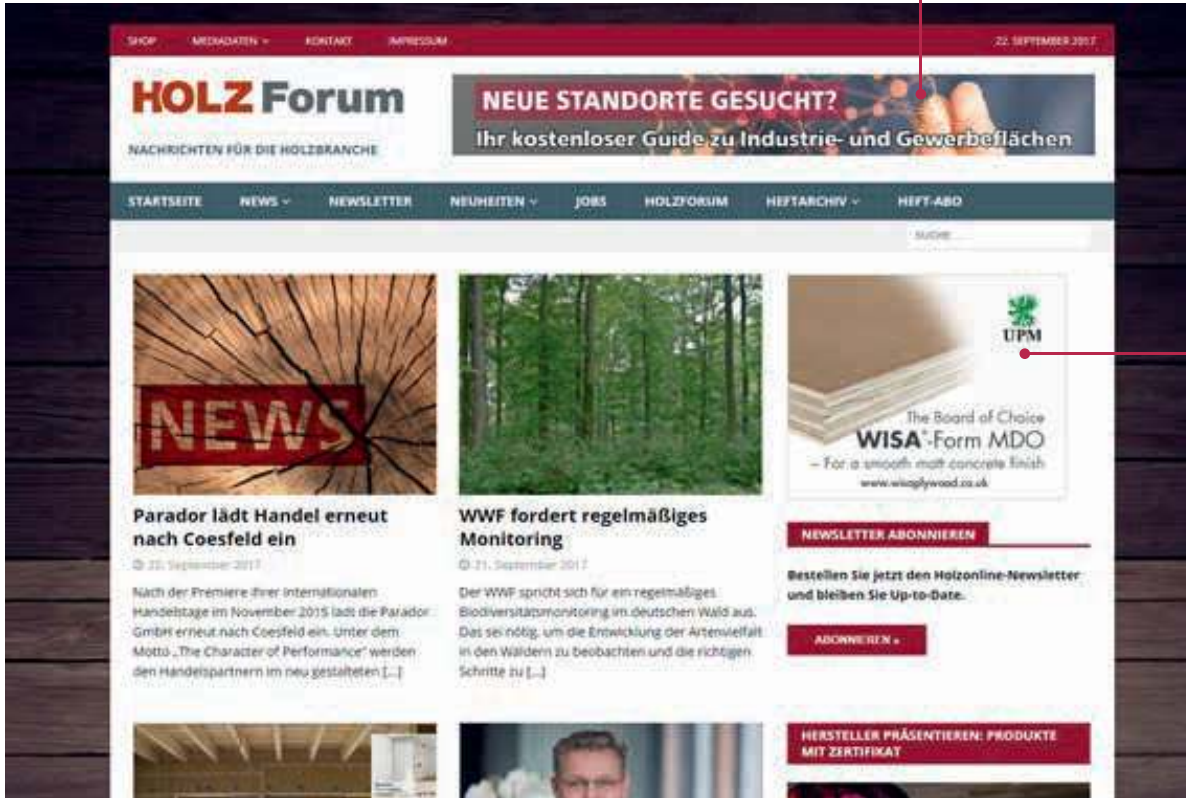 SHOP MEDIADATEN KONTAKT IMPRESSUM 22. SEPTEMBER 2017
HOLZ Forum
NACHRICHTEN FÜR DIE HOLZBRANCHE
NEUE STANDORTE GESUCHT?
Ihr kostenloser Guide zu Industrie- und Gewerbeflächen
STARTSEITE NEWS NEWSLETTER NEUHEITEN JOBS HOLZFORUM HEFTARCHIV HEFT-ABO
SUCHE …
NEWS
Parador lädt Handel erneut
nach Coesfeld ein
22. September 2017
Nach der Premiere ihrer Internationalen
Handelstage im November 2015 lädt die Parador
GmbH erneut nach Coesfeld ein. Unter dem
Motto „The Character of Performance“ werden
den Handelspartnern im neu gestalteten [...]
WWF fordert regelmäßiges
Monitoring
21. September 2017
Der WWF spricht sich für ein regelmäßiges
Biodiversitätsmonitoring im deutschen Wald aus.
Das sei nötig, um die Entwicklung der Artenvielfalt
in den Wäldern zu beobachten und die richtigen
Schritte zu [...]
UPM
The Board of Choice
WISA®-Form MDO
– For a smooth matt concrete finish
www.wisaplywood.co.uk
NEWSLETTER ABONNIEREN
Bestellen Sie jetzt den Holzonline-Newsletter
und bleiben Sie Up-to-Date.
ABONNIEREN »
HERSTELLER PRÄSENTIEREN: PRODUKTE
MIT ZERTIFIKAT